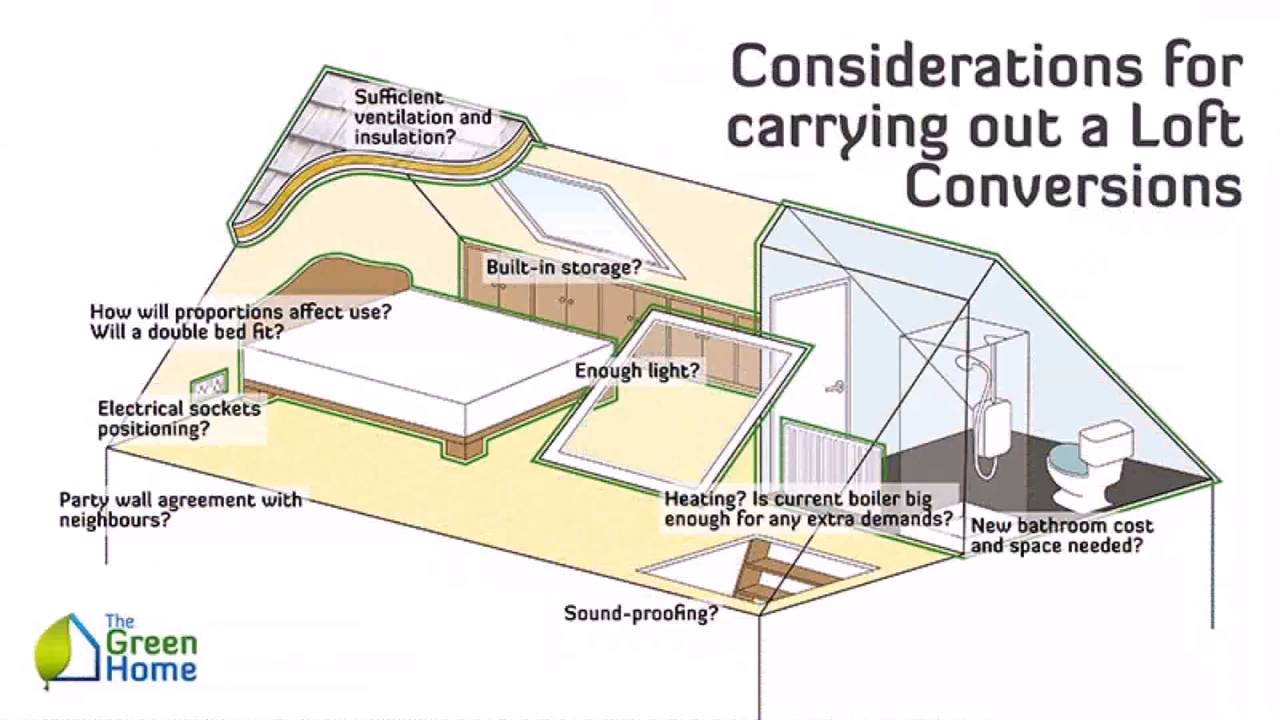 Considerations for
carrying out a Loft
Conversions
Sufficient
ventilation and
insulation?
Built-in storage?
How will proportions affect use?
Will a double bed fit?
Enough light?
Electrical sockets
positioning?
Party wall agreement with
neighbours?
Heating? Is current boiler big
enough for any extra demands?
New bathroom cost
and space needed?
Sound-proofing?
The
Green
Home